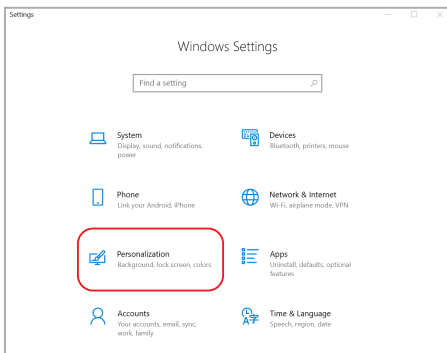 Settings
Windows Settings
Find a setting
System
Display, sound, notifications,
power
Devices
Bluetooth, printers, mouse
Phone
Link your Android, iPhone
Network & Internet
Wi-Fi, airplane mode, VPN
Personalization
Background, lock screen, colors
Apps
Uninstall, defaults, optional
features
Accounts
Your accounts, email, sync,
work, family
Time & Language
Speech, region, date